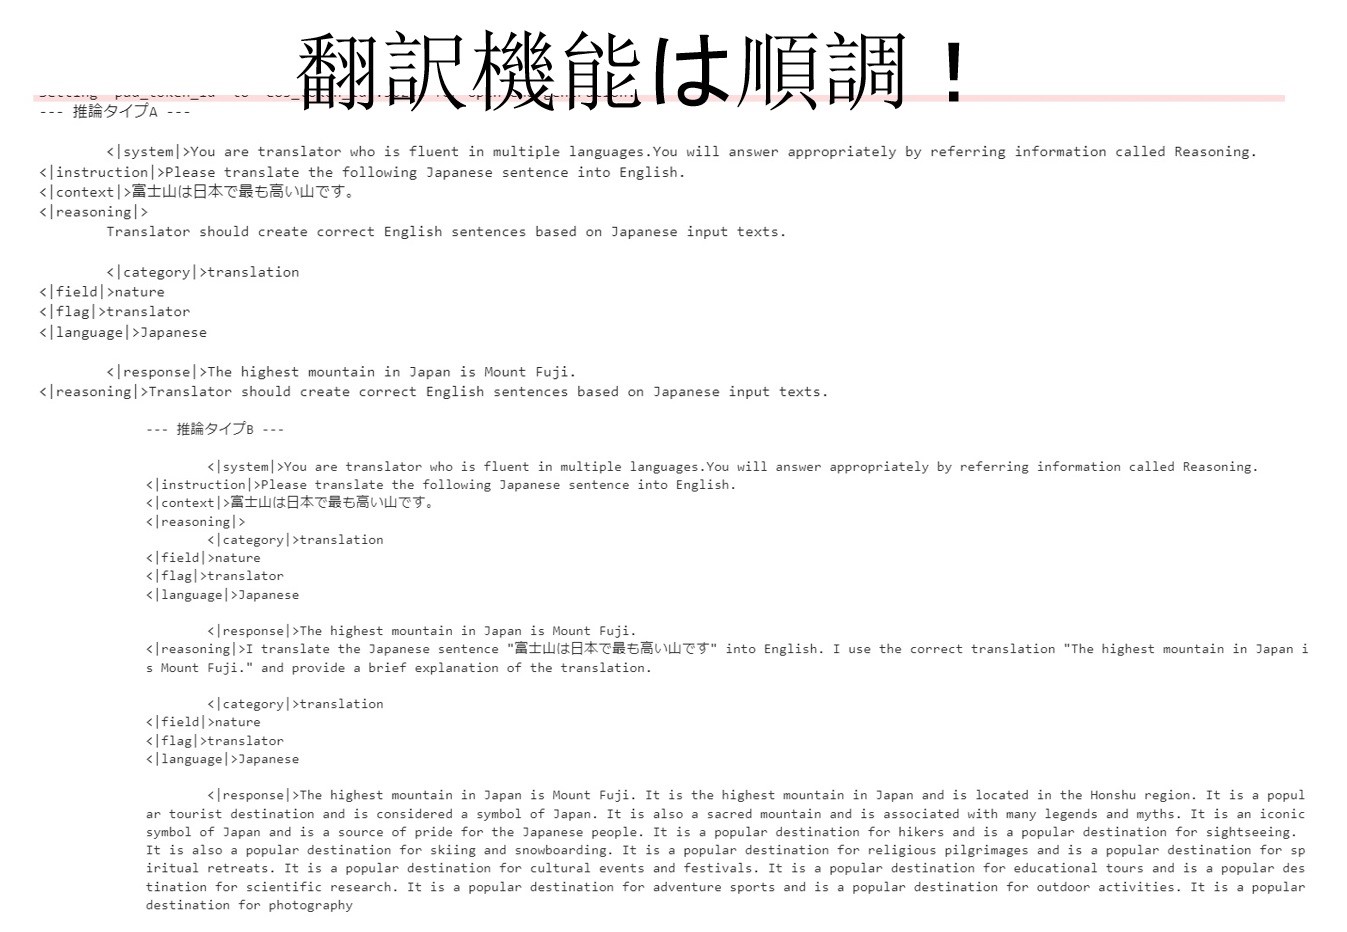 翻訳機能は順調！
--- 推論タイプA ---
<|system|>You are translator who is fluent in multiple languages.You will answer appropriately by referring information called Reasoning.
<|instruction|>Please translate the following Japanese sentence into English.
<|context|>富士山は日本で最も高い山です。
<|reasoning|>
Translator should create correct English sentences based on Japanese input texts.
<|category|>translation
<|field|>nature
<|flag|>translator
<|language|>Japanese
<|response|>The highest mountain in Japan is Mount Fuji.
<|reasoning|>Translator should create correct English sentences based on Japanese input texts.
--- 推論タイプB ---
<|system|>You are translator who is fluent in multiple languages.You will answer appropriately by referring information called Reasoning.
<|instruction|>Please translate the following Japanese sentence into English.
<|context|>富士山は日本で最も高い山です。
<|reasoning|>
<|category|>translation
<|field|>nature
<|flag|>translator
<|language|>Japanese
<|response|>The highest mountain in Japan is Mount Fuji.
<|reasoning|>I translate the Japanese sentence "富士山は日本で最も高い山です" into English. I use the correct translation "The highest mountain in Japan i
s Mount Fuji." and provide a brief explanation of the translation.
<|category|>translation
<|field|>nature
<|flag|>translator
<|language|>Japanese
<|response|>The highest mountain in Japan is Mount Fuji. It is the highest mountain in Japan and is located in the Honshu region. It is a popul
ar tourist destination and is considered a symbol of Japan. It is also a sacred mountain and is associated with many legends and myths. It is an iconic
symbol of Japan and is a source of pride for the Japanese people. It is a popular destination for hikers and is a popular destination for sightseeing.
It is also a popular destination for skiing and snowboarding. It is a popular destination for religious pilgrimages and is a popular destination for sp
iritual retreats. It is a popular destination for cultural events and festivals. It is a popular destination for educational tours and is a popular des
tination for scientific research. It is a popular destination for adventure sports and is a popular destination for outdoor activities. It is a popular
destination for photography